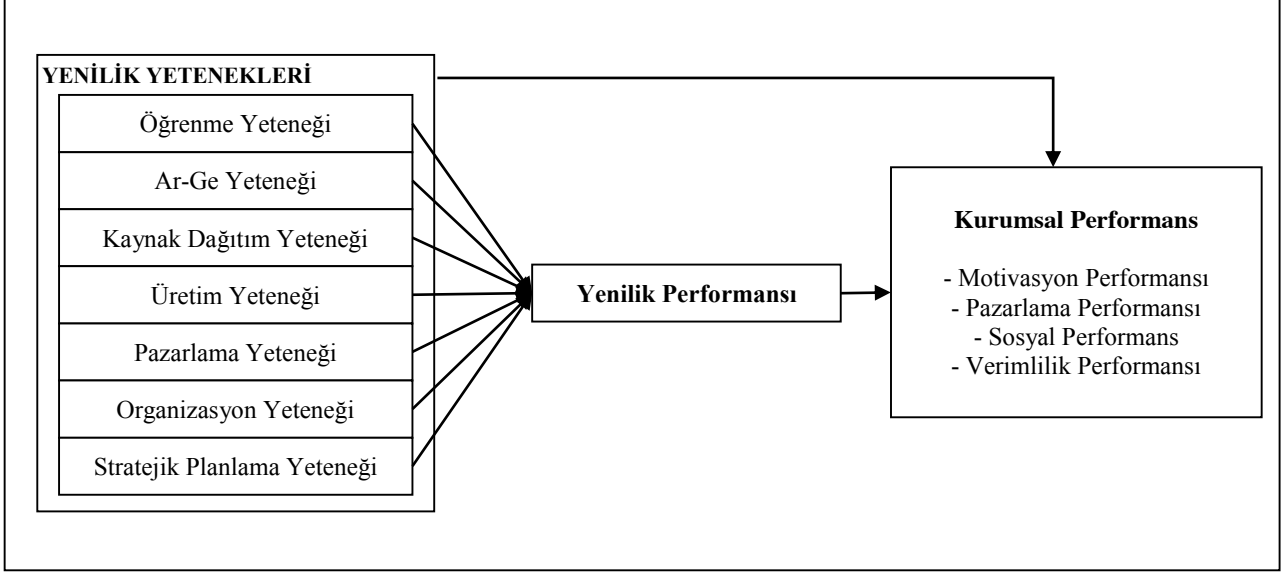 YENİLİK YETENEKLERİ
Öğrenme Yeteneği
Ar-Ge Yeteneği
Kaynak Dağıtım Yeteneği
Üretim Yeteneği
Pazarlama Yeteneği
Organizasyon Yeteneği
Stratejik Planlama Yeteneği
Yenilik Performansı
Kurumsal Performans
- Motivasyon Performansı
- Pazarlama Performansı
- Sosyal Performans
- Verimlilik Performansı